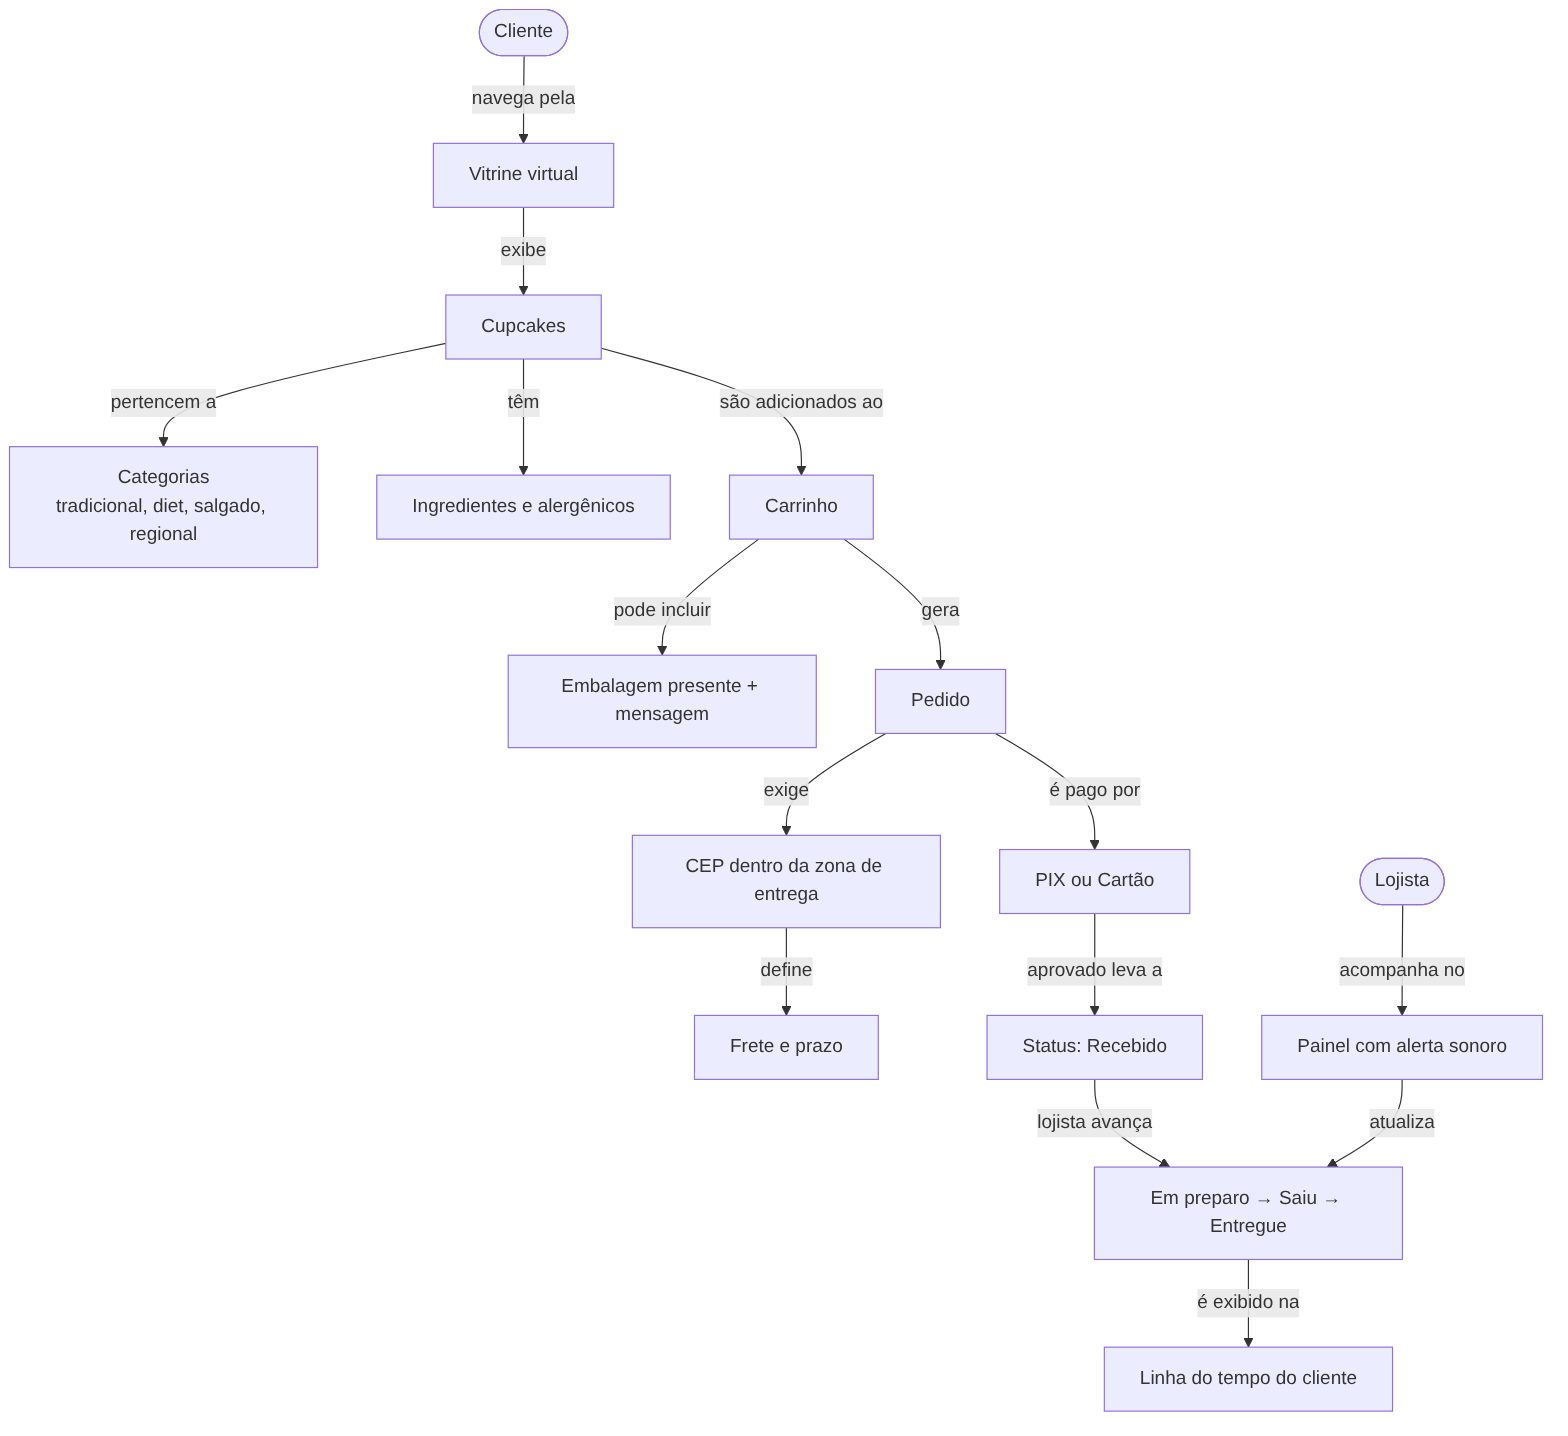 Cliente
navega pela
Vitrine virtual
exibe
Cupcakes
pertencem a
têm
são adicionados ao
Categorias
tradicional, diet, salgado,
regional
Ingredientes e alergênicos
Carrinho
pode incluir
gera
Embalagem presente +
mensagem
Pedido
exige
é pago por
CEP dentro da zona de
entrega
PIX ou Cartão
Lojista
define
aprovado leva a
acompanha no
Frete e prazo
Status: Recebido
Painel com alerta sonoro
lojista avança
atualiza
Em preparo → Saiu →
Entregue
é exibido na
Linha do tempo do cliente